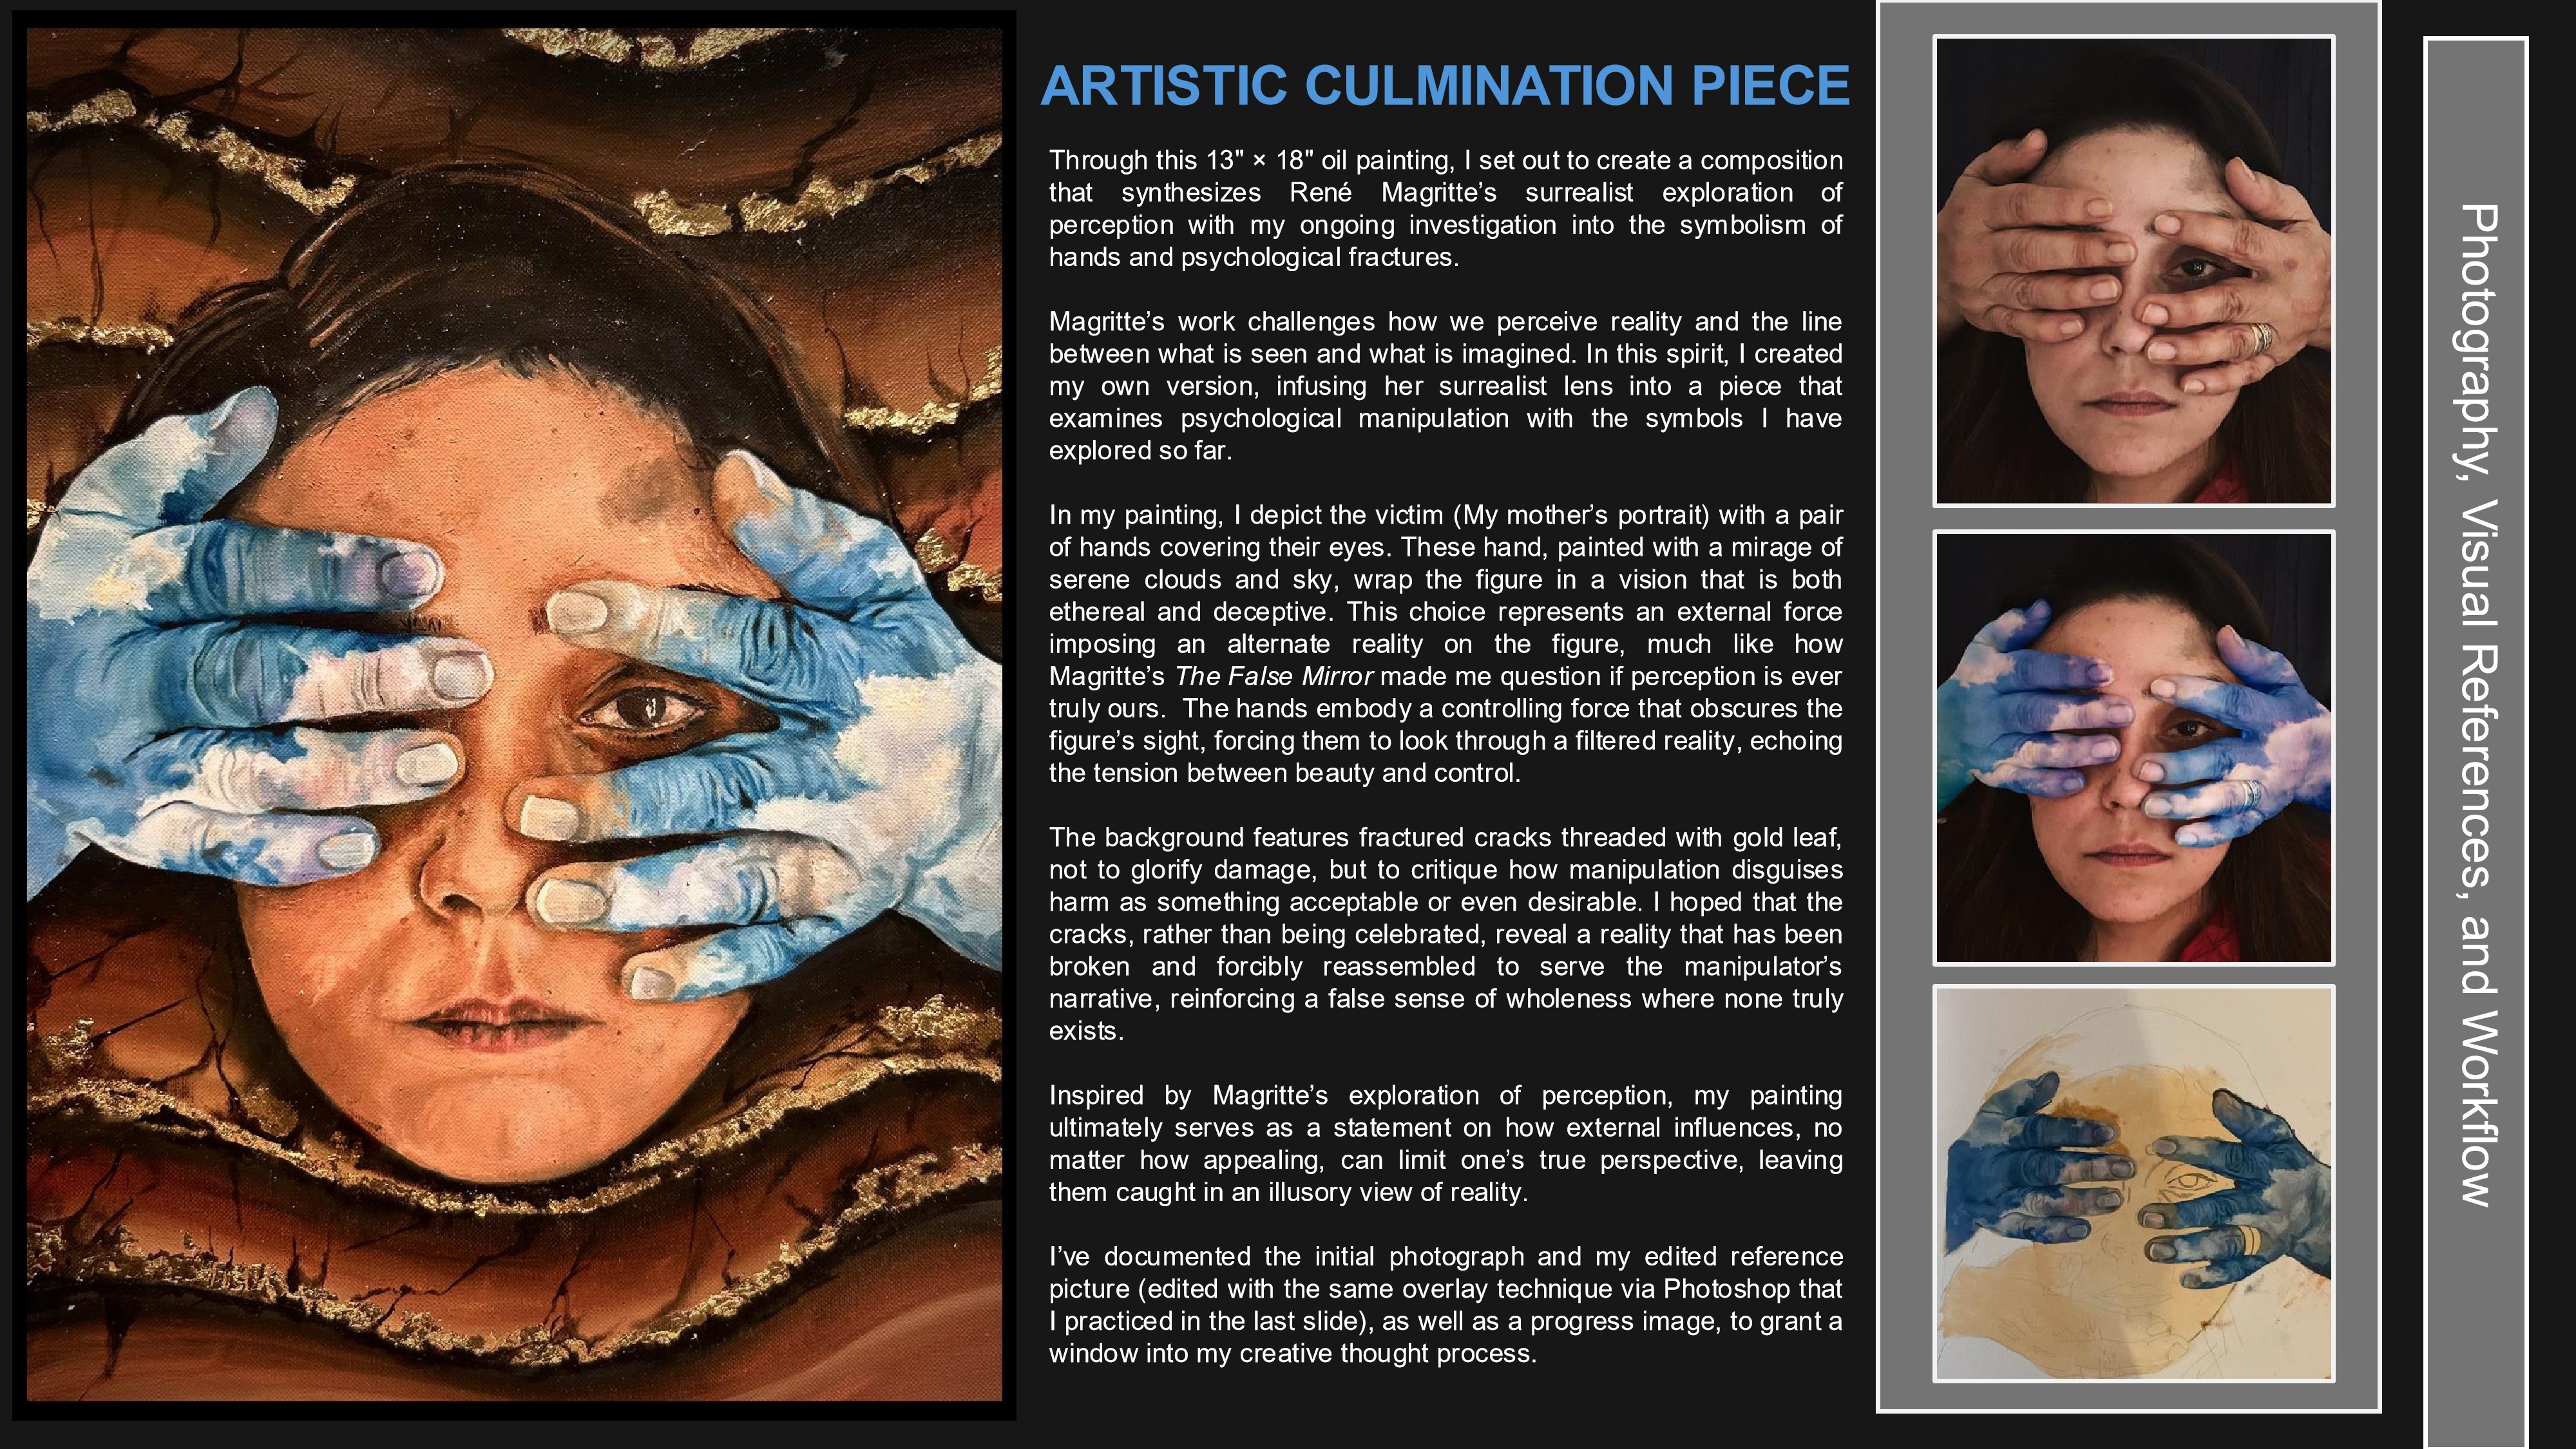 ARTISTIC CULMINATION PIECE
Through this 13" × 18" oil painting, I set out to create a composition
that synthesizes René Magritte’s surrealist exploration of
perception with my ongoing investigation into the symbolism of
hands and psychological fractures.
Magritte’s work challenges how we perceive reality and the line
between what is seen and what is imagined. In this spirit, I created
my own version, infusing her surrealist lens into a piece that
examines psychological manipulation with the symbols I have
explored so far.
In my painting, I depict the victim (My mother’s portrait) with a pair
of hands covering their eyes. These hand, painted with a mirage of
serene clouds and sky, wrap the figure in a vision that is both
ethereal and deceptive. This choice represents an external force
imposing an alternate reality on the figure, much like how
Magritte’s The False Mirror made me question if perception is ever
truly ours.  The hands embody a controlling force that obscures the
figure’s sight, forcing them to look through a filtered reality, echoing
the tension between beauty and control.
The background features fractured cracks threaded with gold leaf,
not to glorify damage, but to critique how manipulation disguises
harm as something acceptable or even desirable. I hoped that the
cracks, rather than being celebrated, reveal a reality that has been
broken and forcibly reassembled to serve the manipulator’s
narrative, reinforcing a false sense of wholeness where none truly
exists.
Inspired by Magritte’s exploration of perception, my painting
ultimately serves as a statement on how external influences, no
matter how appealing, can limit one’s true perspective, leaving
them caught in an illusory view of reality.
I’ve documented the initial photograph and my edited reference
picture (edited with the same overlay technique via Photoshop that
I practiced in the last slide), as well as a progress image, to grant a
window into my creative thought process.
Photography, Visual References, and Workflow